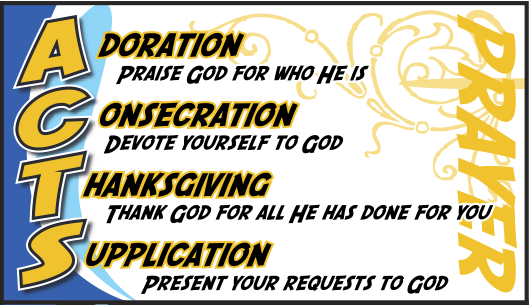 ADORATION
PRAISE GOD FOR WHO HE IS
CONSECRATION
DEVOTE YOURSELF TO GOD
THANKSGIVING
THANK GOD FOR ALL HE HAS DONE FOR YOU
SUPPLICATION
PRESENT YOUR REQUESTS TO GOD
PRAYER